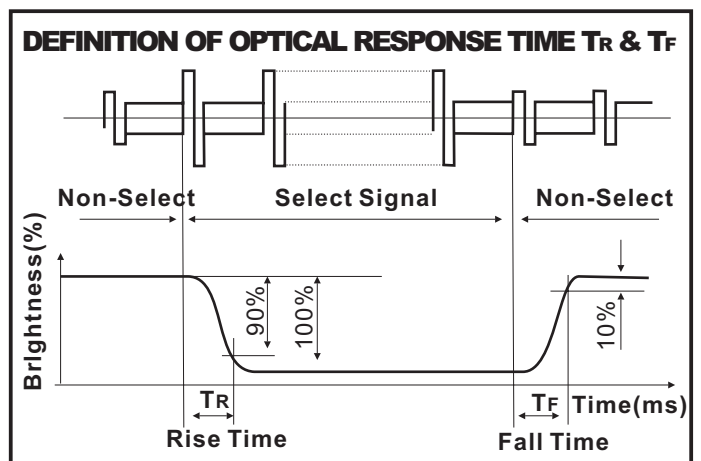 DEFINITION OF OPTICAL RESPONSE TIME TR & TF
Non-Select
Select Signal
Non-Select
BrIghtness(%)
90%
100%
10%
TR
TF
Time(ms)
Rise Time
Fall Time